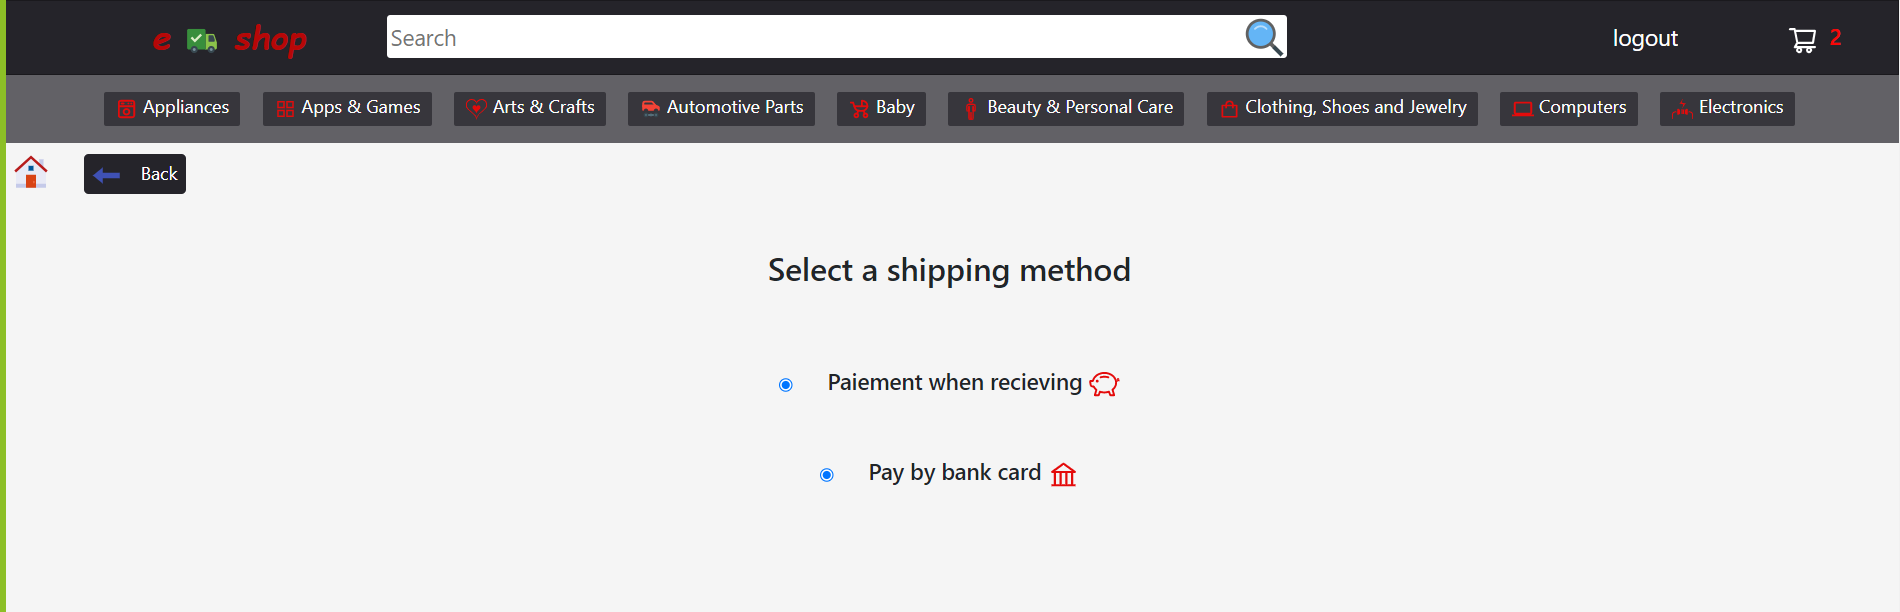 e shop Search logout 2
Appliances Apps & Games Arts & Crafts Automotive Parts Baby Beauty & Personal Care Clothing, Shoes and Jewelry Computers Electronics
Back
Select a shipping method
Paiement when recieving
Pay by bank card